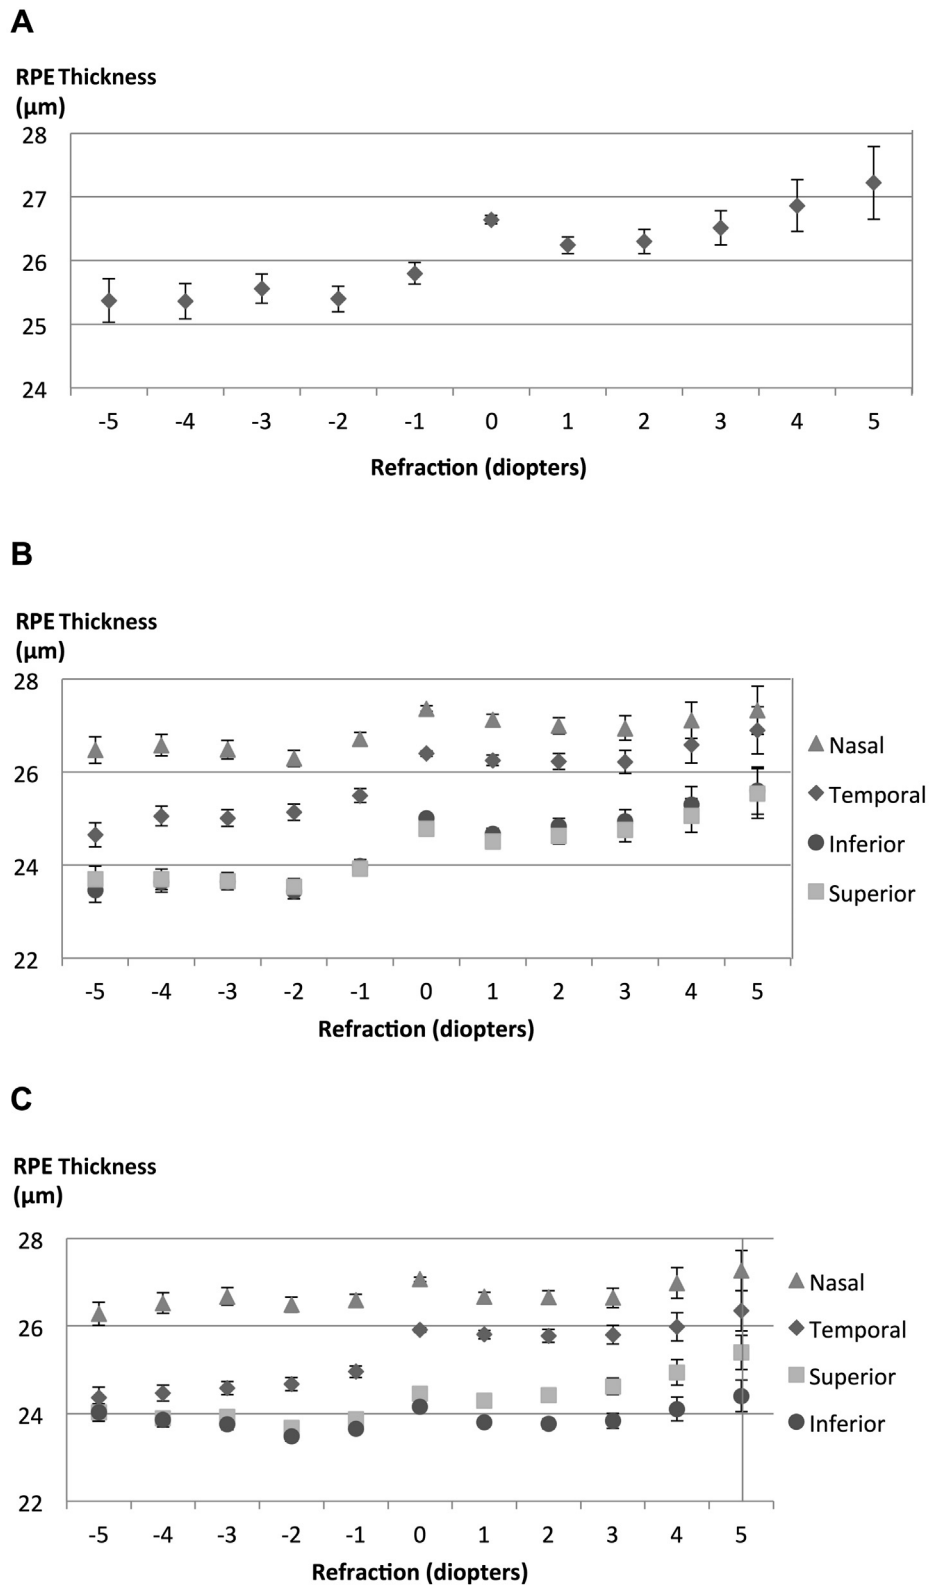 A
RPE Thickness
(µm)
28
27
26
25
24
-5 -4 -3 -2 -1 0 1 2 3 4 5
Refraction (diopters)
B
RPE Thickness
(µm)
28
26
24
22
Nasal
Temporal
Inferior
Superior
-5 -4 -3 -2 -1 0 1 2 3 4 5
Refraction (diopters)
C
RPE Thickness
(µm)
28
26
24
22
Nasal
Temporal
Superior
Inferior
-5 -4 -3 -2 -1 0 1 2 3 4 5
Refraction (diopters)